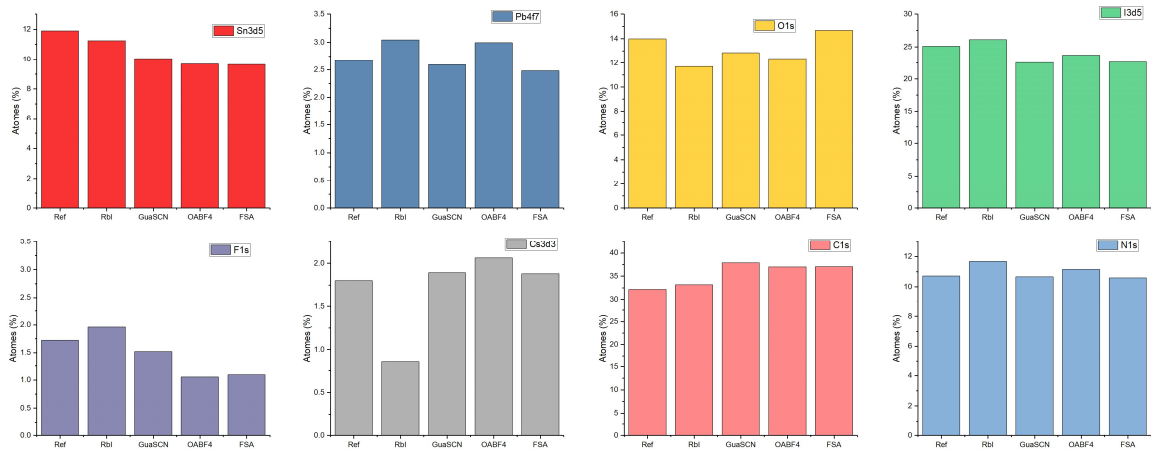 Sn3d5
Atomes (%)
12
10
8
6
4
2
0
Ref RbI GuaSCN OABF4 FSA
Pb4f7
Atomes (%)
3.5
3.0
2.5
2.0
1.5
1.0
0.5
0.0
Ref RbI GuaSCN OABF4 FSA
O1s
Atomes (%)
16
14
12
10
8
6
4
2
0
Ref RbI GuaSCN OABF4 FSA
I3d5
Atomes (%)
30
25
20
15
10
5
0
Ref RbI GuaSCN OABF4 FSA
F1s
Atomes (%)
3.5
3.0
2.5
2.0
1.5
1.0
0.5
0.0
Ref RbI GuaSCN OABF4 FSA
Cs3d3
Atomes (%)
2.0
1.5
1.0
0.5
0.0
Ref RbI GuaSCN OABF4 FSA
C1s
Atomes (%)
40
35
30
25
20
15
10
5
0
Ref RbI GuaSCN OABF4 FSA
N1s
Atomes (%)
12
10
8
6
4
2
0
Ref RbI GuaSCN OABF4 FSA